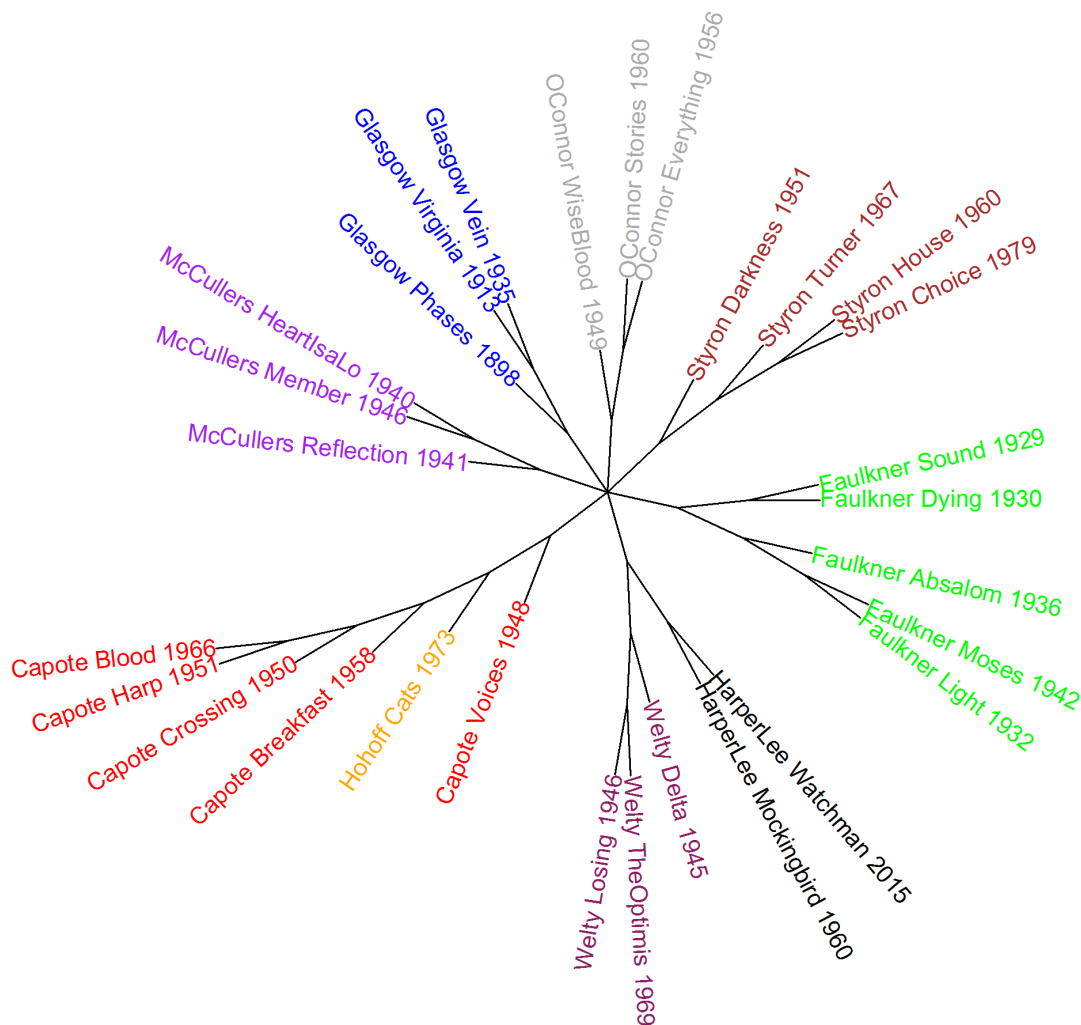 OConnor WiseBlood 1949
OConnor Stories 1960
OConnor Everything 1956
Styron Darkness 1951
Styron Turner 1967
Styron House 1960
Styron Choice 1979
Faulkner Sound 1929
Faulkner Dying 1930
Faulkner Absalom 1936
Faulkner Moses 1942
Faulkner Light 1932
HarperLee Watchman 2015
HarperLee Mockingbird 1960
Welty Delta 1945
Welty TheOptimis 1969
Welty Losing 1946
Capote Voices 1948
Hohoff Cats 1973
Capote Breakfast 1958
Capote Crossing 1950
Capote Harp 1951
Capote Blood 1966
McCullers Reflection 1941
McCullers Member 1946
McCullers HeartIsaLo 1940
Glasgow Phases 1898
Glasgow Virginia 1913
Glasgow Vein 1935